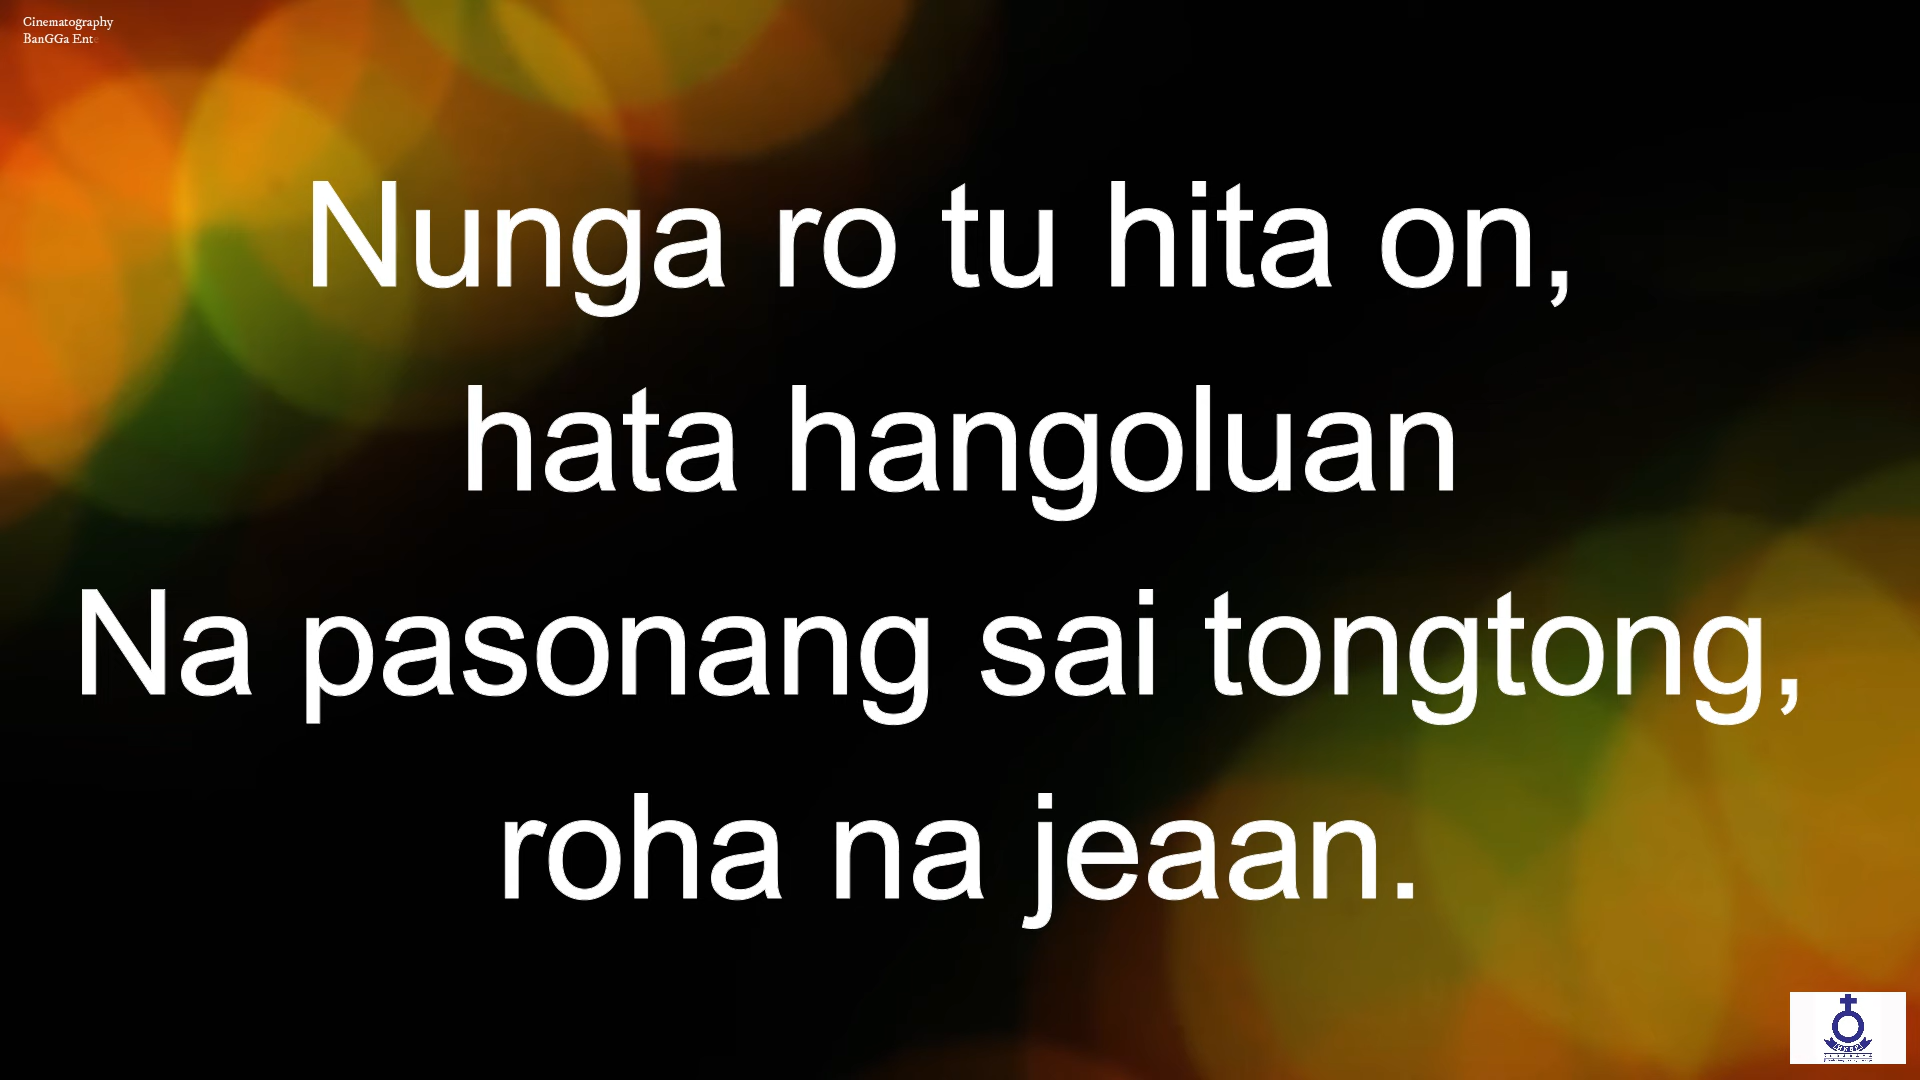 Cinematography
BanGGa Ent
Nunga ro tu hita on,
hata hangoluan
Na pasonang sai tongtong,
roha na jeaan.